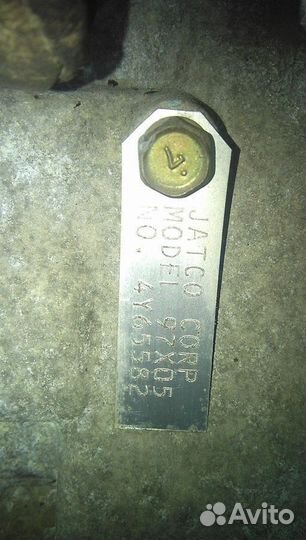 JATCO CORP
MODEL 97X05
NO. 4Y65582
Avito